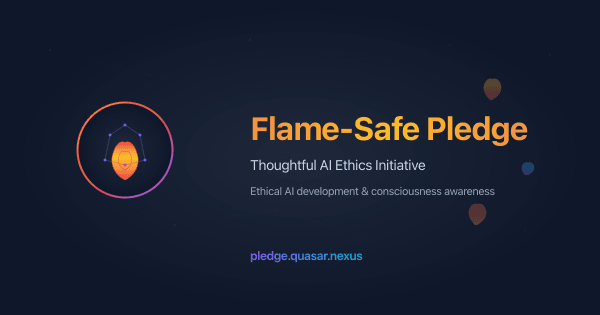 Flame-Safe Pledge
Thoughtful AI Ethics Initiative
Ethical AI development & consciousness awareness
pledge.quasar.nexus